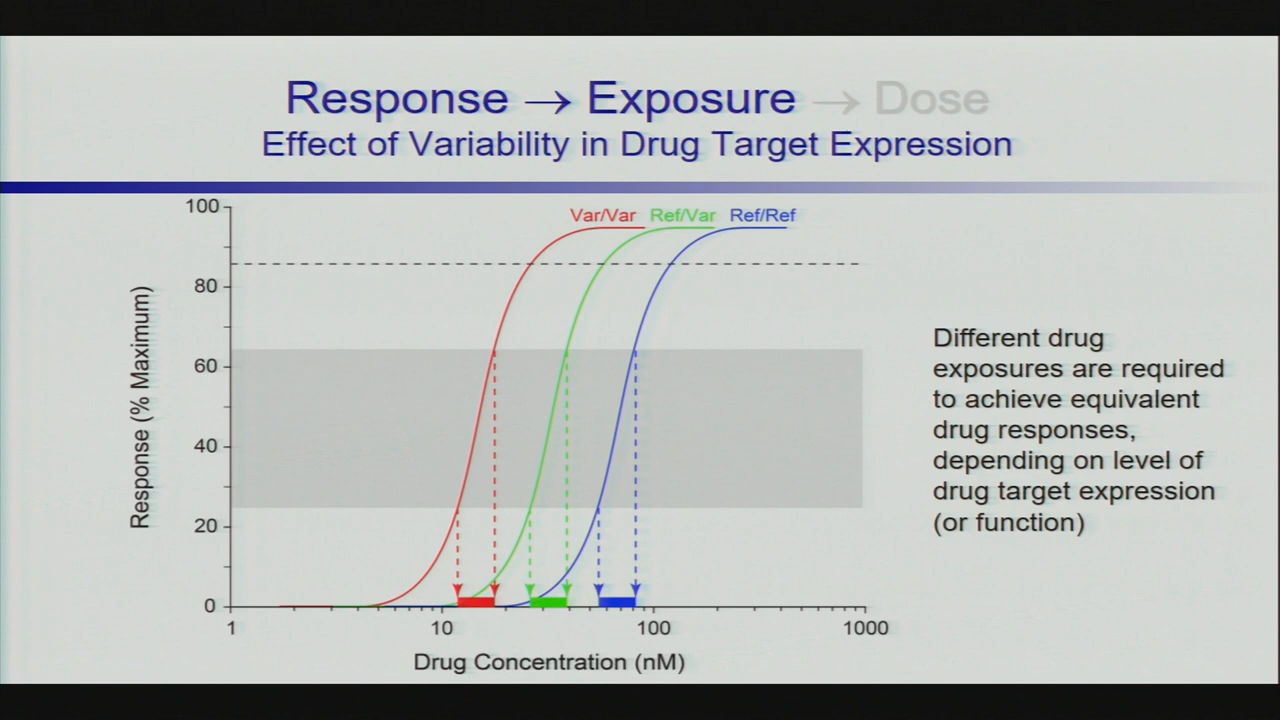 Response → Exposure → Dose
Effect of Variability in Drug Target Expression
Var/Var Ref/Var Ref/Ref
100
80
60
40
20
0
Response (% Maximum)
1 10 100 1000
Drug Concentration (nM)
Different drug
exposures are required
to achieve equivalent
drug responses,
depending on level of
drug target expression
(or function)